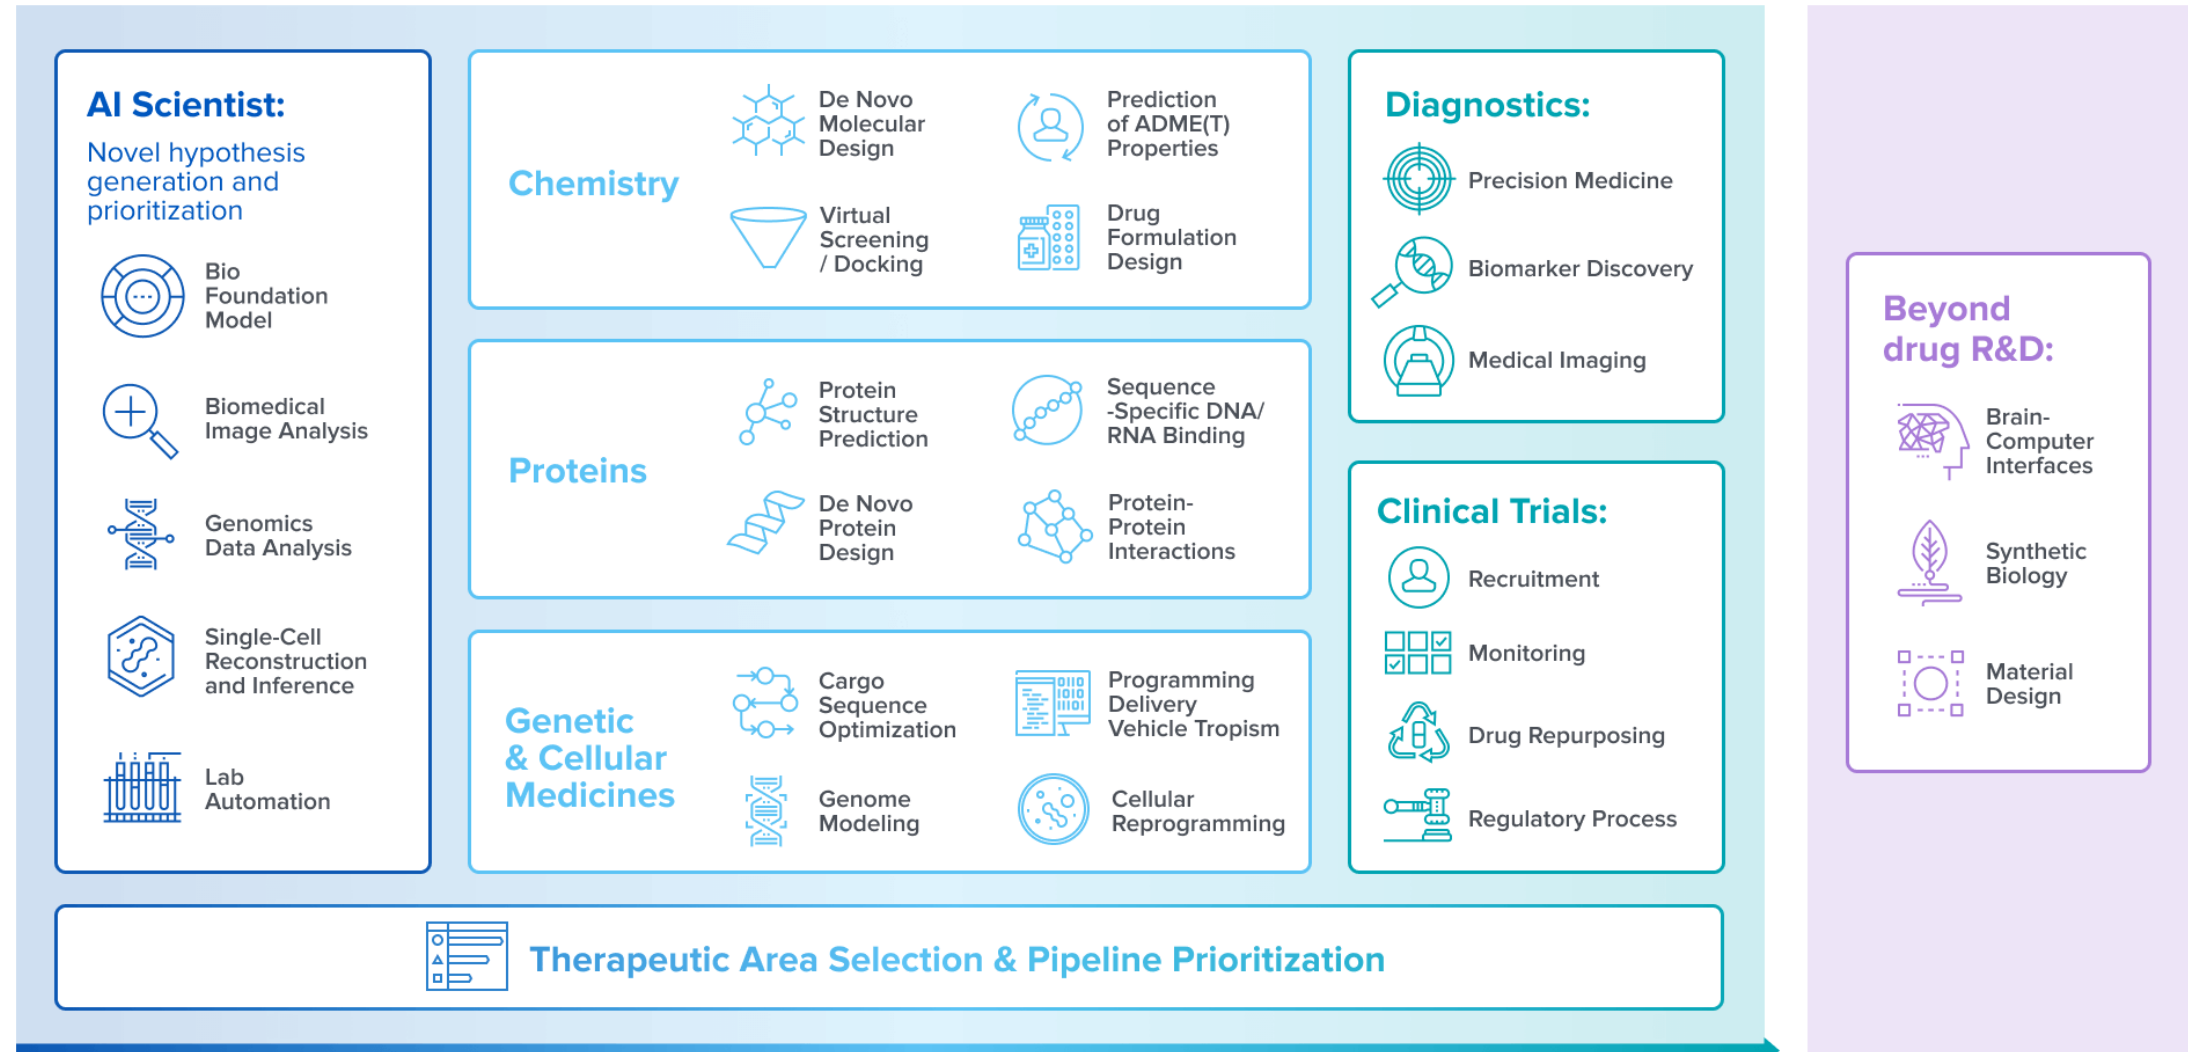 AI Scientist:
Novel hypothesis
generation and
prioritization
Bio
Foundation
Model
Biomedical
Image Analysis
Genomics
Data Analysis
Single-Cell
Reconstruction
and Inference
Lab
Automation
Chemistry
De Novo
Molecular
Design
Prediction
of ADME(T)
Properties
Virtual
Screening
/ Docking
Drug
Formulation
Design
Proteins
Protein
Structure
Prediction
Sequence
-Specific DNA/
RNA Binding
De Novo
Protein
Design
Protein-
Protein
Interactions
Genetic
& Cellular
Medicines
Cargo
Sequence
Optimization
Programming
Delivery
Vehicle Tropism
Genome
Modeling
Cellular
Reprogramming
Diagnostics:
Precision Medicine
Biomarker Discovery
Medical Imaging
Clinical Trials:
Recruitment
Monitoring
Drug Repurposing
Regulatory Process
Therapeutic Area Selection & Pipeline Prioritization
Beyond
drug R&D:
Brain-
Computer
Interfaces
Synthetic
Biology
Material
Design